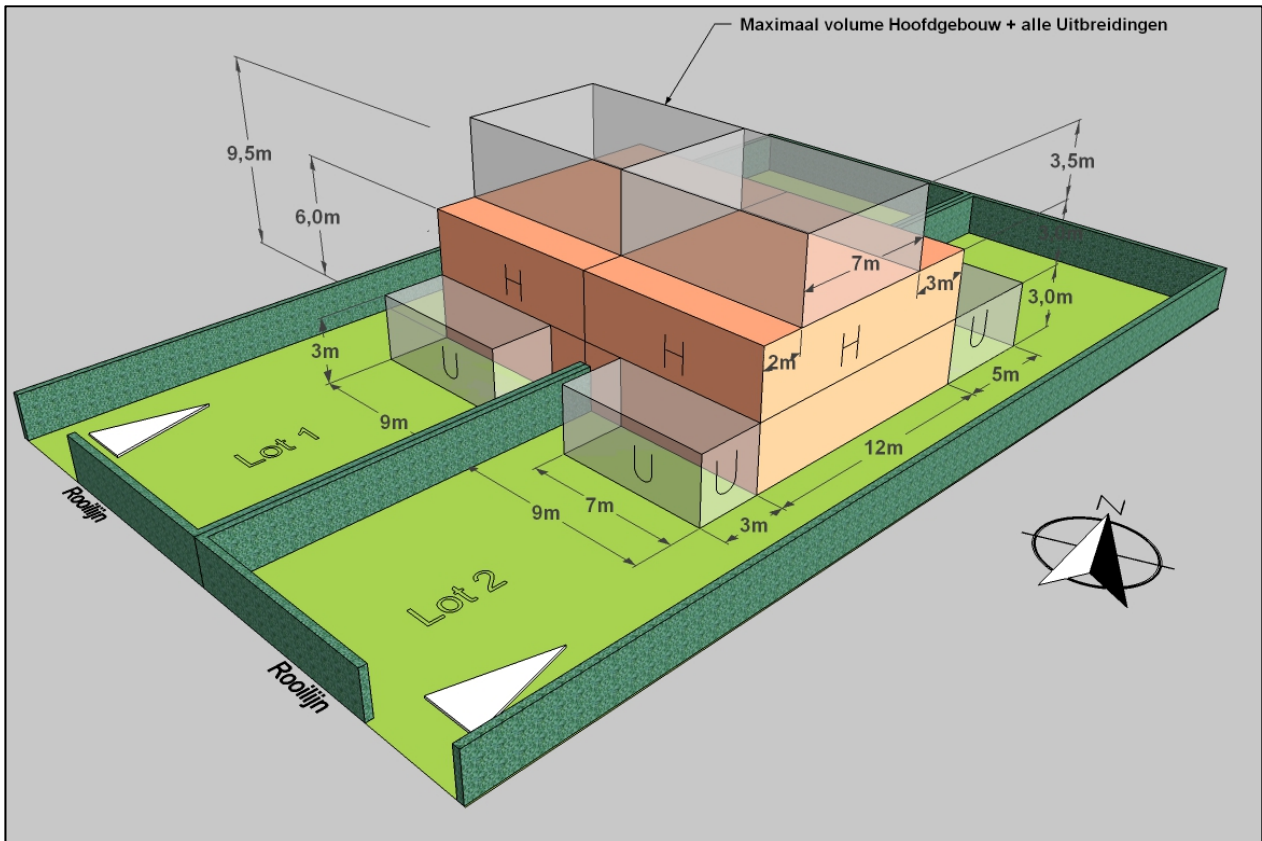 Maximaal volume Hoofdgebouw + alle Uitbreidingen
9,5m
3,5m
6,0m
7m
3m
H
H
H
3,0m
3m
2m
U
U
5m
9m
12m
Lot 1
U
U
7m
9m
3m
Rooilijn
N
Lot 2
Rooilijn